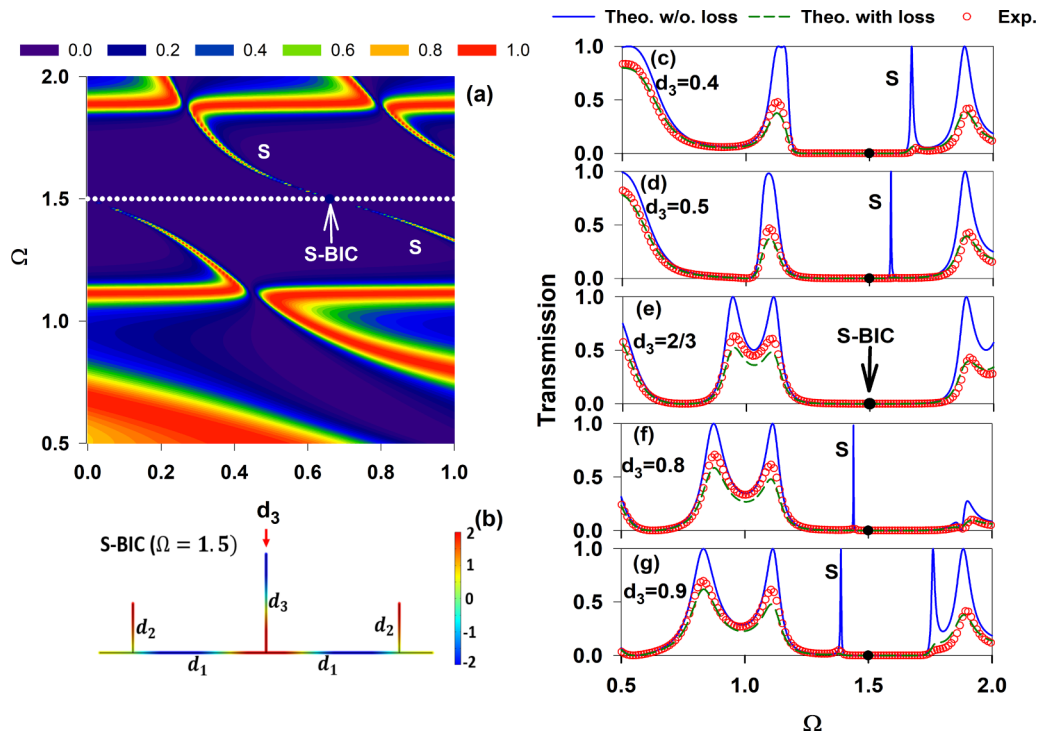 Theo. w/o. loss Theo. with loss Exp.
0.0 0.2 0.4 0.6 0.8 1.0
(a)
2.0
1.5
1.0
0.5
Ω
S
S-BIC
S
0.0 0.2 0.4 0.6 0.8 1.0
d₃
(b)
S-BIC (Ω = 1.5)
d₂
d₃
d₂
d₁
d₁
2
1
0
-1
-2
Transmission
1.0
0.5
0.0
(c)
d₃=0.4
S
1.0
0.5
0.0
(d)
d₃=0.5
S
1.0
0.5
0.0
(e)
d₃=2/3
S-BIC
1.0
0.5
0.0
(f)
d₃=0.8
S
1.0
0.5
0.0
(g)
d₃=0.9
S
0.5 1.0 1.5 2.0
Ω